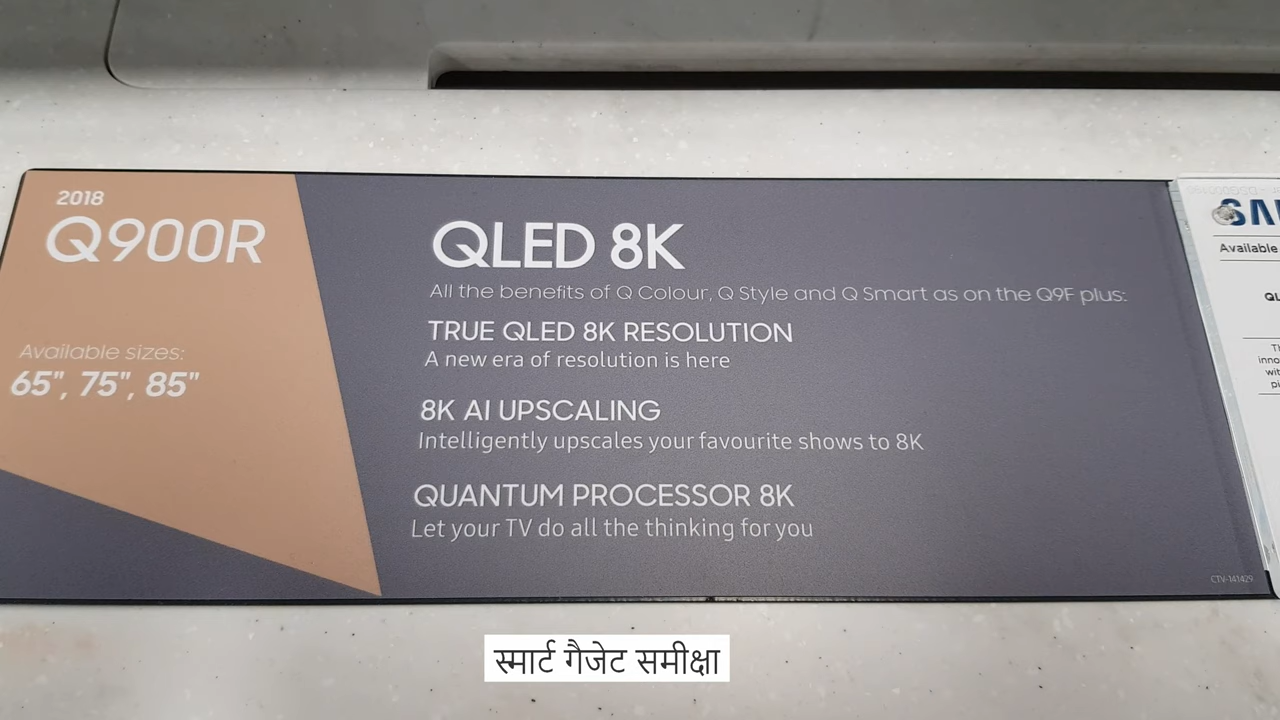 2018
Q900R
Available sizes:
65", 75", 85"
QLED 8K
All the benefits of Q Colour, Q Style and Q Smart as on the Q9F plus:
TRUE QLED 8K RESOLUTION
A new era of resolution is here
8K AI UPSCALING
Intelligently upscales your favourite shows to 8K
QUANTUM PROCESSOR 8K
Let your TV do all the thinking for you
CTV-141429
Available
स्मार्ट गैजेट समीक्षा